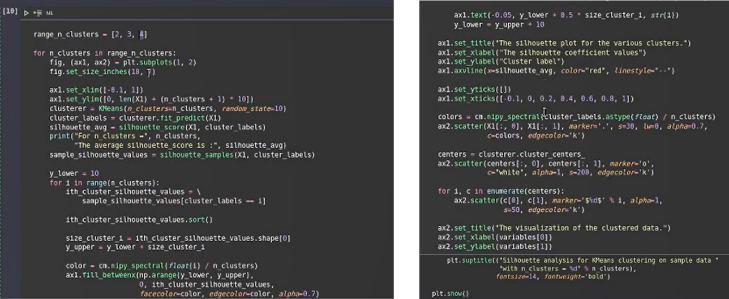 [10]
M↓
range_n_clusters = [2, 3, 4]
for n_clusters in range_n_clusters:
fig, (ax1, ax2) = plt.subplots(1, 2)
fig.set_size_inches(18, 7)
ax1.set_xlim([-0.1, 1])
ax1.set_ylim([0, len(X1) + (n_clusters + 1) * 10])
clusterer = KMeans(n_clusters=n_clusters, random_state=10)
cluster_labels = clusterer.fit_predict(X1)
silhouette_avg = silhouette_score(X1, cluster_labels)
print("For n_clusters =", n_clusters,
"The average silhouette_score is :", silhouette_avg)
sample_silhouette_values = silhouette_samples(X1, cluster_labels)
y_lower = 10
for i in range(n_clusters):
ith_cluster_silhouette_values = \
sample_silhouette_values[cluster_labels == i]
ith_cluster_silhouette_values.sort()
size_cluster_i = ith_cluster_silhouette_values.shape[0]
y_upper = y_lower + size_cluster_i
color = cm.nipy_spectral(float(i) / n_clusters)
ax1.fill_betweenx(np.arange(y_lower, y_upper),
0, ith_cluster_silhouette_values,
facecolor=color, edgecolor=color, alpha=0.7)
ax1.text(-0.05, y_lower + 0.5 * size_cluster_i, str(i))
y_lower = y_upper + 10
ax1.set_title("The silhouette plot for the various clusters.")
ax1.set_xlabel("The silhouette coefficient values")
ax1.set_ylabel("Cluster label")
ax1.axvline(x=silhouette_avg, color="red", linestyle="--")
ax1.set_yticks([])
ax1.set_xticks([-0.1, 0, 0.2, 0.4, 0.6, 0.8, 1])
colors = cm.nipy_spectral(cluster_labels.astype(float) / n_clusters)
ax2.scatter(X1[:, 0], X1[:, 1], marker='.', s=30, lw=0, alpha=0.7,
c=colors, edgecolor='k')
centers = clusterer.cluster_centers_
ax2.scatter(centers[:, 0], centers[:, 1], marker='o',
c="white", alpha=1, s=200, edgecolor='k')
for i, c in enumerate(centers):
ax2.scatter(c[0], c[1], marker='$%d$' % i, alpha=1,
s=50, edgecolor='k')
ax2.set_title("The visualization of the clustered data.")
ax2.set_xlabel(variables[0])
ax2.set_ylabel(variables[1])
plt.suptitle(("Silhouette analysis for KMeans clustering on sample data "
"with n_clusters = %d" % n_clusters),
fontsize=14, fontweight='bold')
plt.show()